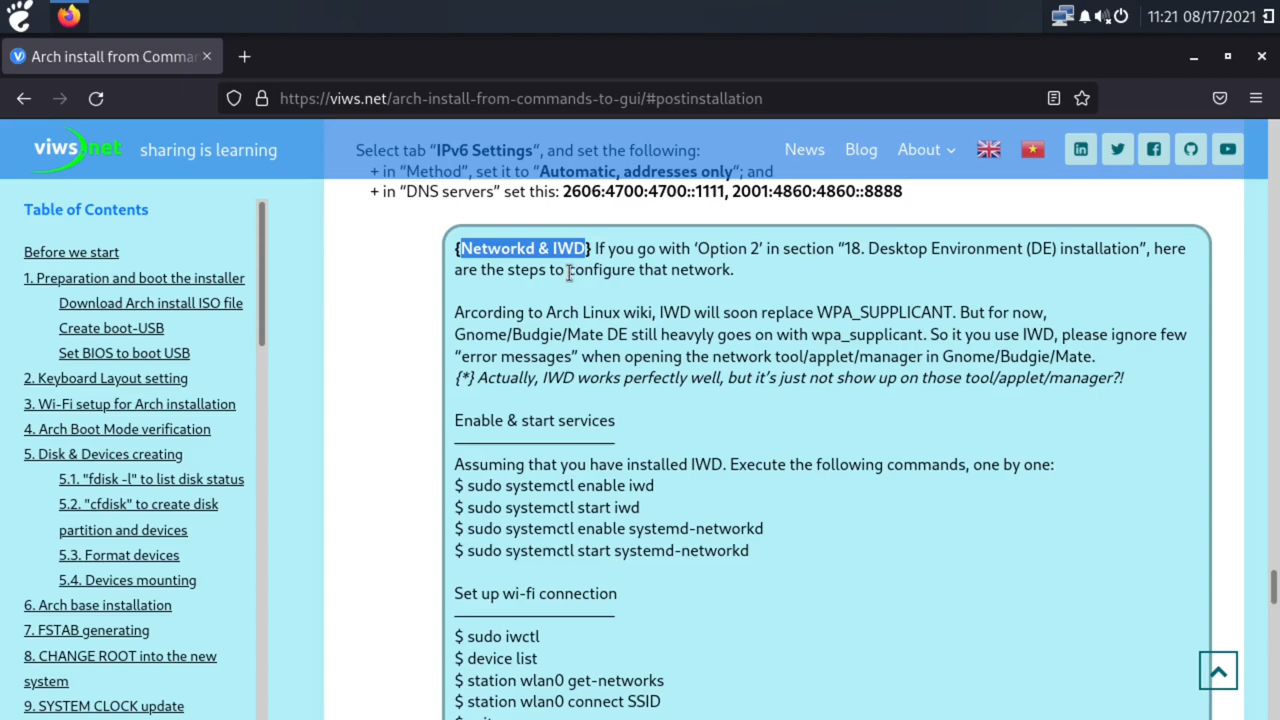 11:21 08/17/2021
Arch install from Comma
https://viws.net/arch-install-from-commands-to-gui/#postinstallation
viws.net
sharing is learning
News
Blog
About
Table of Contents
Before we start
1. Preparation and boot the installer
Download Arch install ISO file
Create boot-USB
Set BIOS to boot USB
2. Keyboard Layout setting
3. Wi-Fi setup for Arch installation
4. Arch Boot Mode verification
5. Disk & Devices creating
5.1. "fdisk -l" to list disk status
5.2. "cfdisk" to create disk
partition and devices
5.3. Format devices
5.4. Devices mounting
6. Arch base installation
7. FSTAB generating
8. CHANGE ROOT into the new
system
9. SYSTEM CLOCK update
Select tab “IPv6 Settings“, and set the following:
+ in “Method”, set it to “Automatic, addresses only“; and
+ in “DNS servers” set this: 2606:4700:4700::1111, 2001:4860:4860::8888
{Networkd & IWD} If you go with ‘Option 2’ in section “18. Desktop Environment (DE) installation”, here
are the steps to configure that network.
Arcording to Arch Linux wiki, IWD will soon replace WPA_SUPPLICANT. But for now,
Gnome/Budgie/Mate DE still heavyly goes on with wpa_supplicant. So it you use IWD, please ignore few
“error messages” when opening the network tool/applet/manager in Gnome/Budgie/Mate.
{*} Actually, IWD works perfectly well, but it’s just not show up on those tool/applet/manager?!
Enable & start services
Assuming that you have installed IWD. Execute the following commands, one by one:
$ sudo systemctl enable iwd
$ sudo systemctl start iwd
$ sudo systemctl enable systemd-networkd
$ sudo systemctl start systemd-networkd
Set up wi-fi connection
$ sudo iwctl
$ device list
$ station wlan0 get-networks
$ station wlan0 connect SSID